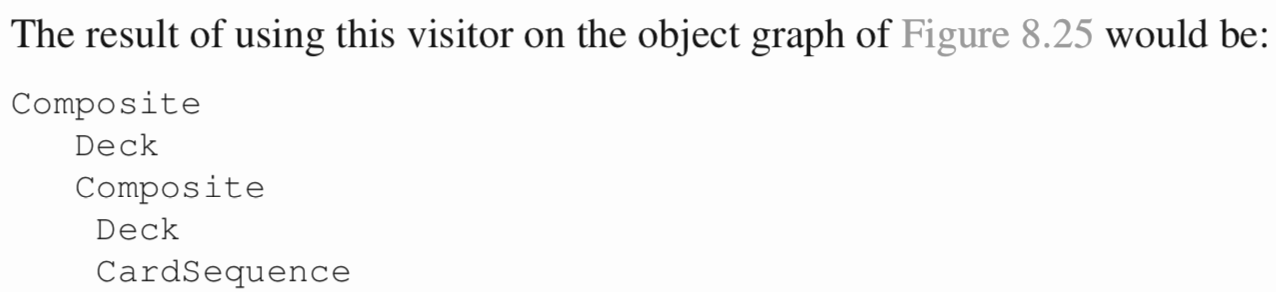 The result of using this visitor on the object graph of Figure 8.25 would be:
Composite
   Deck
   Composite
    Deck
    CardSequence